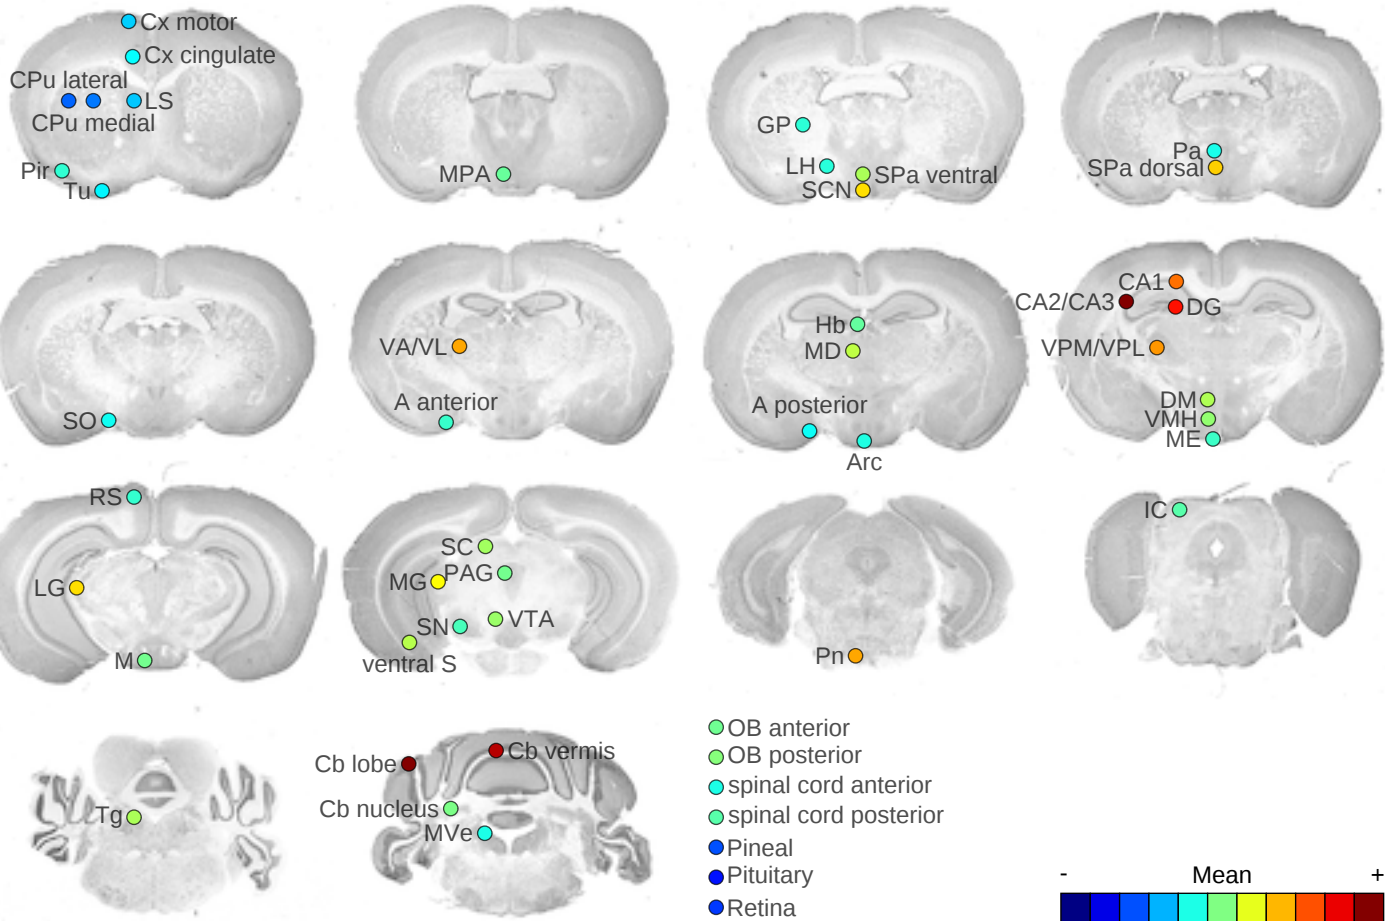 Cx motor
Cx cingulate
CPu lateral
LS
CPu medial
Pir
Tu
MPA
GP
LH
SPa ventral
SCN
Pa
SPa dorsal
SO
VA/VL
A anterior
Hb
MD
A posterior
Arc
CA1
CA2/CA3
DG
VPM/VPL
DM
VMH
ME
RS
LG
M
SC
MG
PAG
SN
VTA
ventral S
Pn
IC
Tg
Cb lobe
Cb vermis
Cb nucleus
MVe
OB anterior
OB posterior
spinal cord anterior
spinal cord posterior
Pineal
Pituitary
Retina
- Mean +